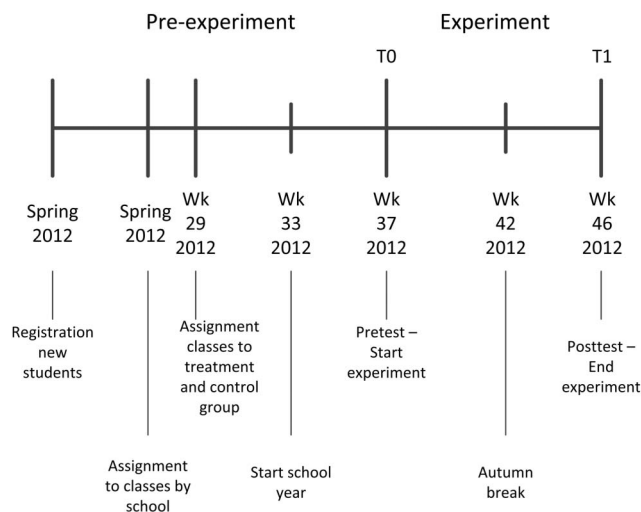 Pre-experiment
Experiment
T0
T1
Spring
2012
Spring
2012
Wk
29
2012
Wk
33
2012
Wk
37
2012
Wk
42
2012
Wk
46
2012
Registration
new
students
Assignment
classes to
treatment
and control
group
Pretest –
Start
experiment
Posttest –
End
experiment
Assignment
to classes by
school
Start school
year
Autumn
break